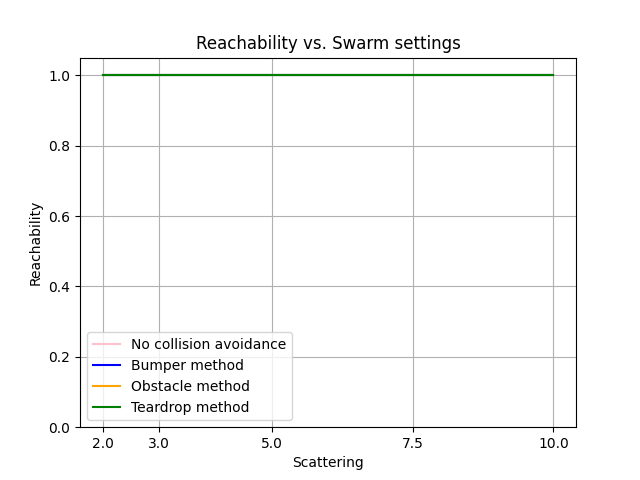 Reachability vs. Swarm settings
1.0
0.8
0.6
0.4
0.2
0.0
Reachability
No collision avoidance
Bumper method
Obstacle method
Teardrop method
2.0 3.0 5.0 7.5 10.0
Scattering